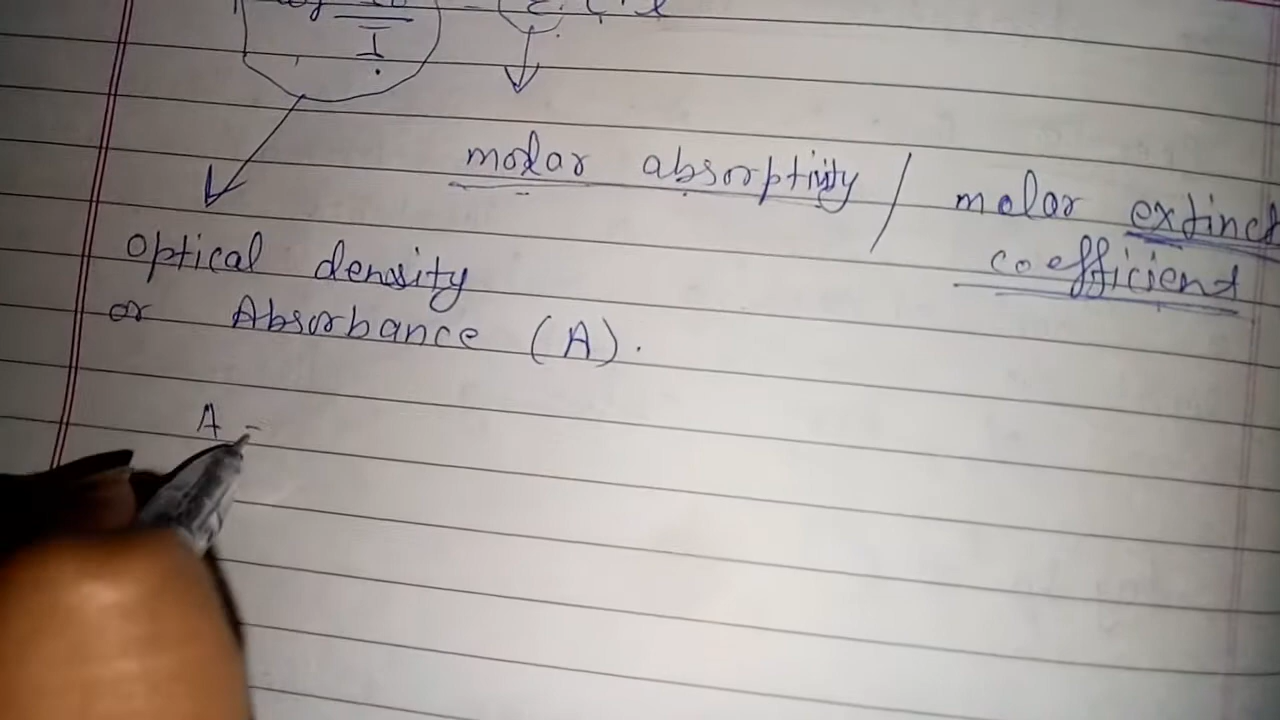 I
molar absorptivity / molar extinct
coefficient
optical density
or Absorbance (A).
A -